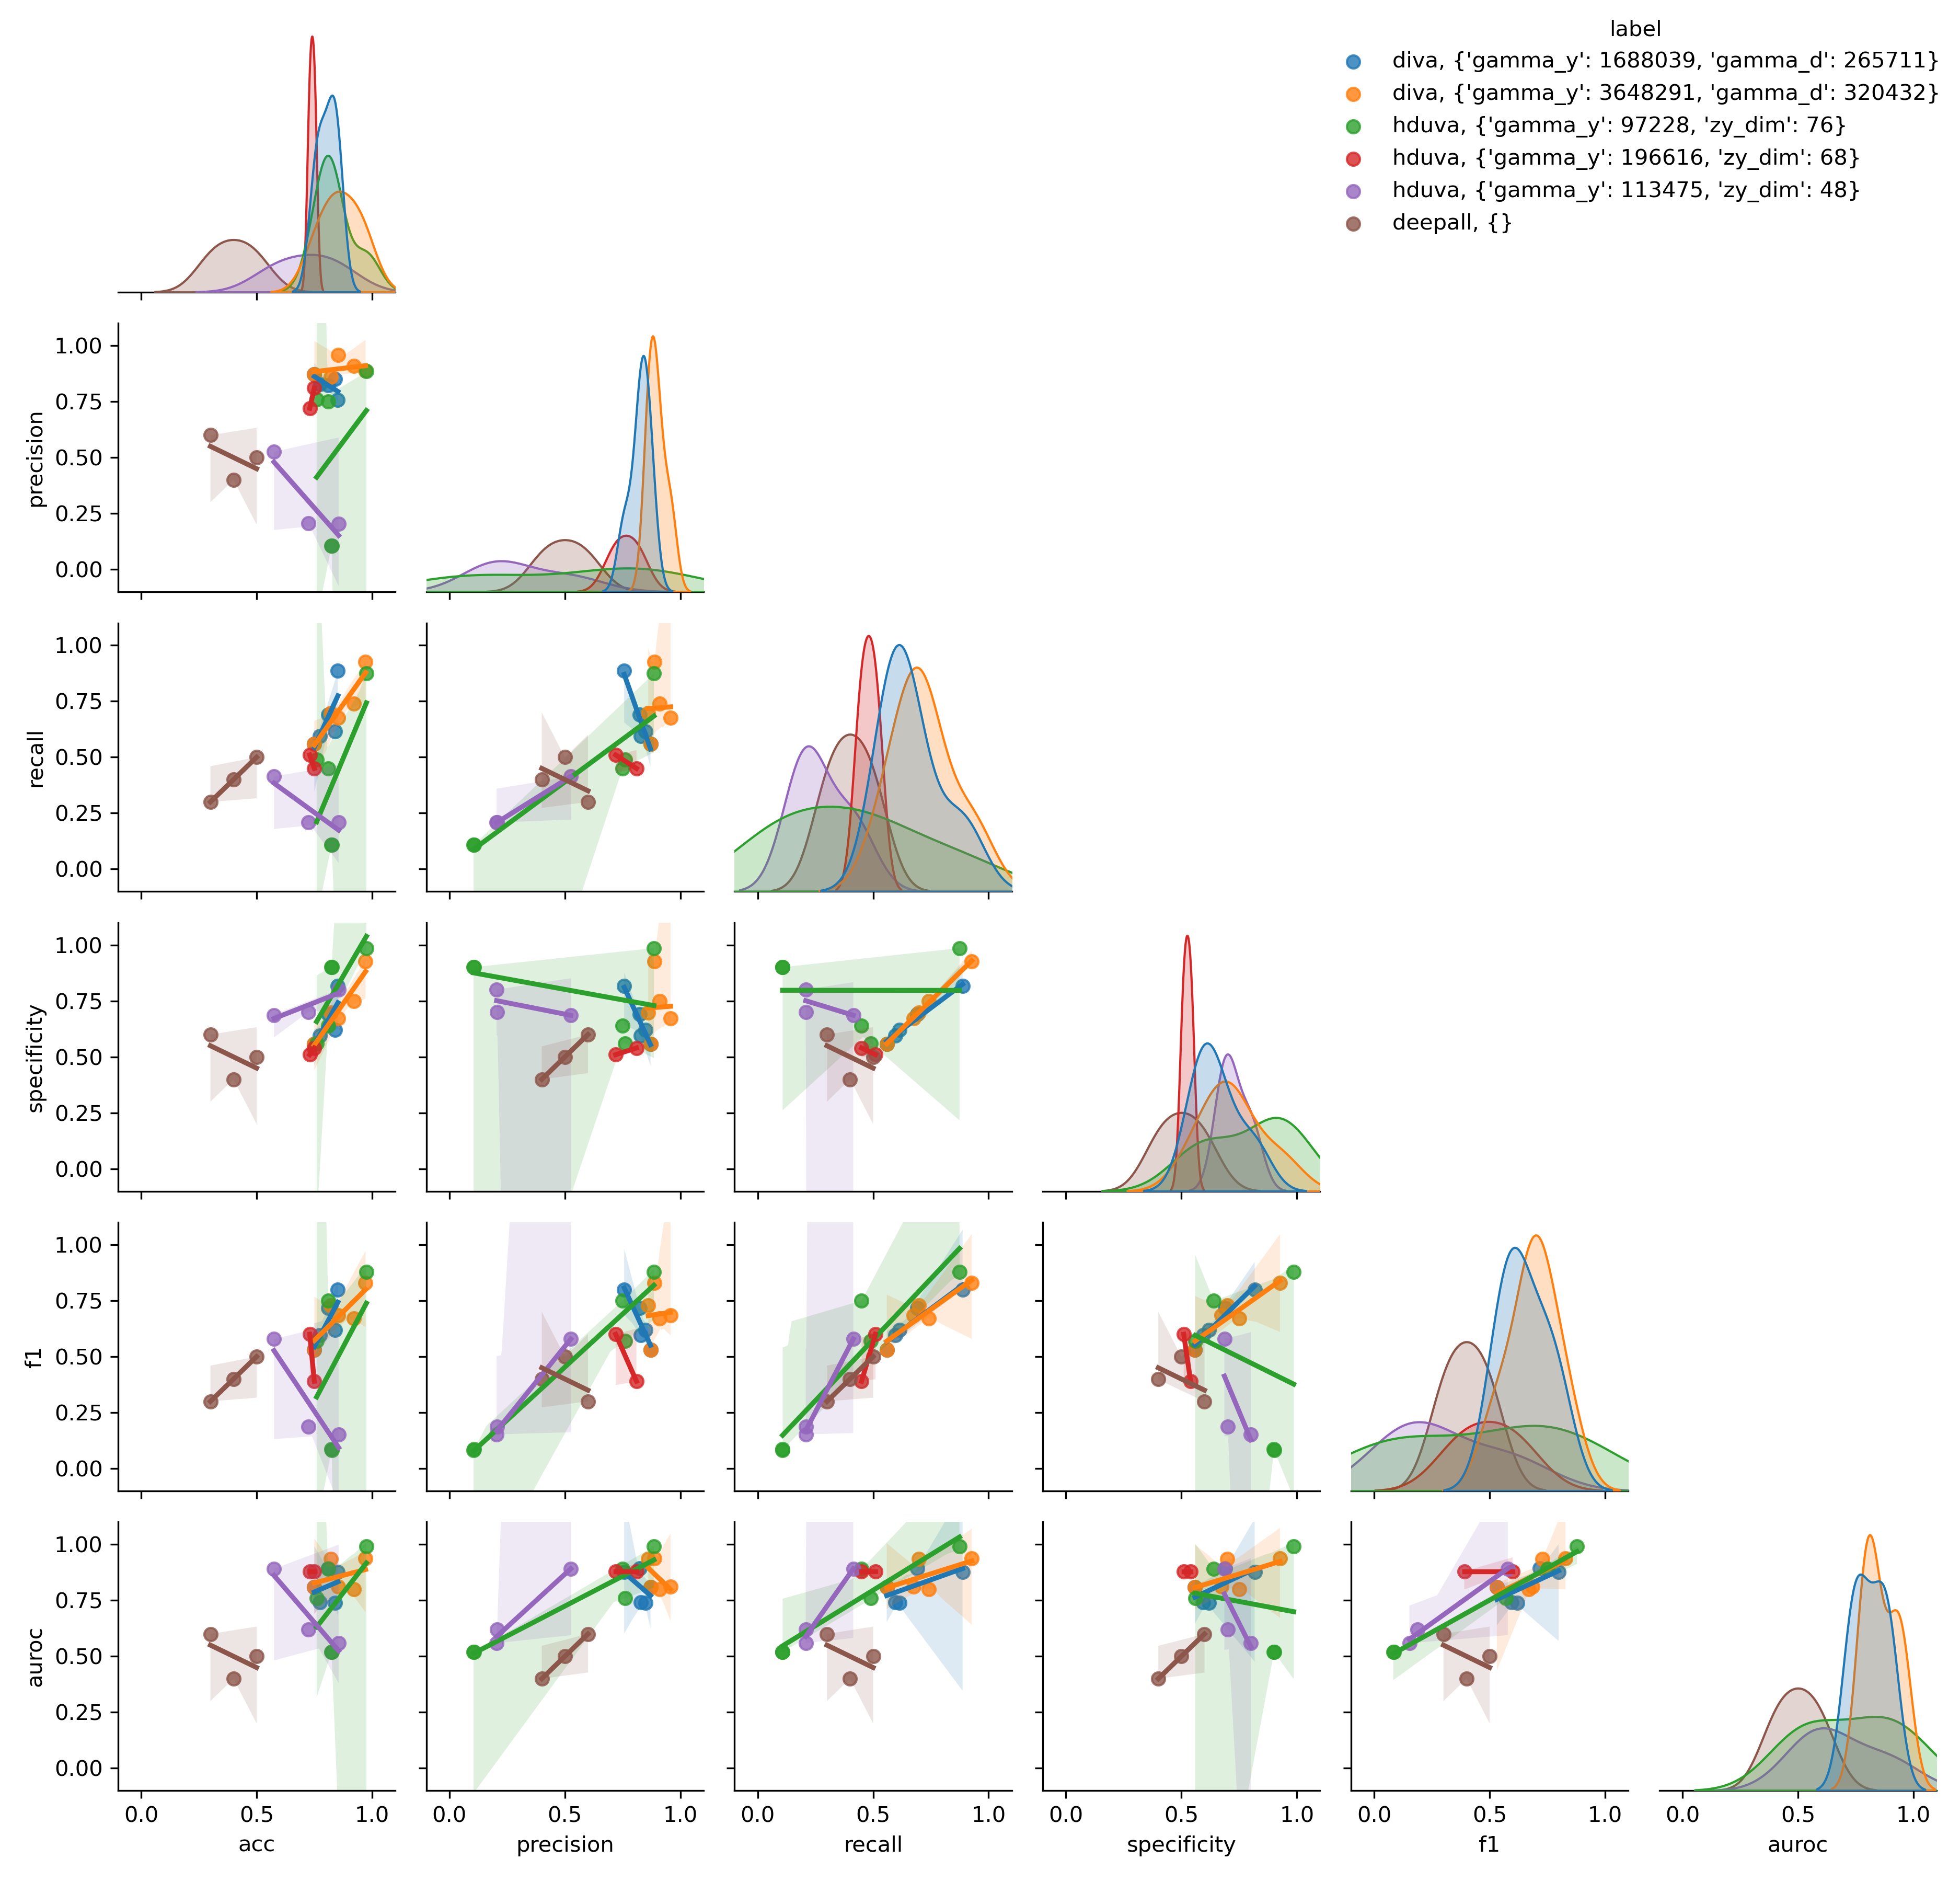 label
diva, {'gamma_y': 1688039, 'gamma_d': 265711}
diva, {'gamma_y': 3648291, 'gamma_d': 320432}
hduva, {'gamma_y': 97228, 'zy_dim': 76}
hduva, {'gamma_y': 196616, 'zy_dim': 68}
hduva, {'gamma_y': 113475, 'zy_dim': 48}
deepall, {}
1.00
0.75
0.50
0.25
0.00
precision
1.00
0.75
0.50
0.25
0.00
recall
1.00
0.75
0.50
0.25
0.00
specificity
1.00
0.75
0.50
0.25
0.00
f1
1.00
0.75
0.50
0.25
0.00
auroc
0.0 0.5 1.0 0.0 0.5 1.0 0.0 0.5 1.0 0.0 0.5 1.0 0.0 0.5 1.0 0.0 0.5 1.0
acc precision recall specificity f1 auroc